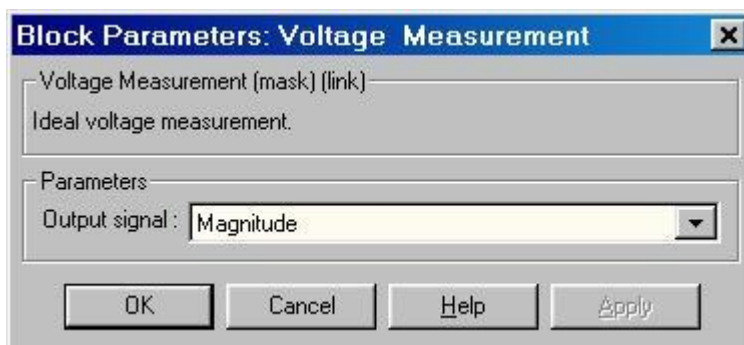 Block Parameters: Voltage Measurement
Voltage Measurement (mask) (link)
Ideal voltage measurement.
Parameters
Output signal : Magnitude
OK Cancel Help Apply